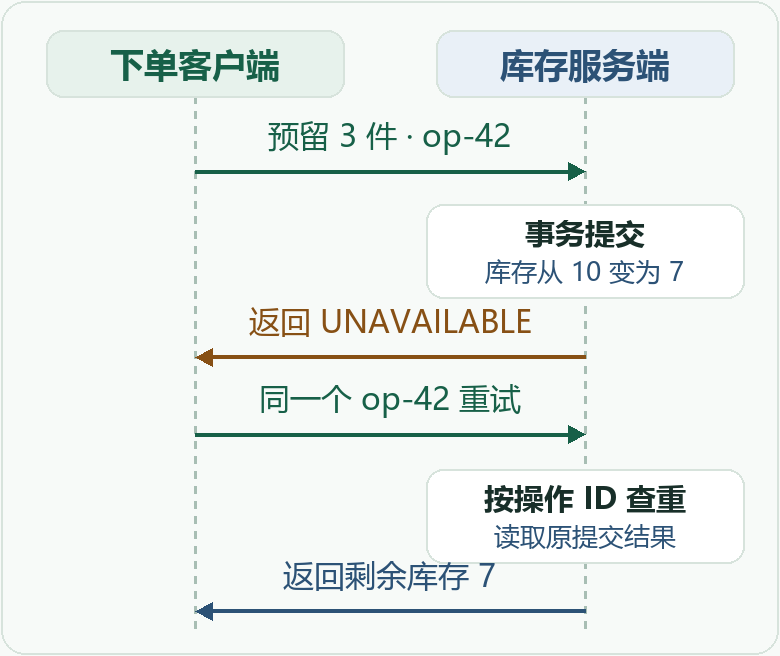 下单客户端
库存服务端
预留 3 件 · op-42
事务提交
库存从 10 变为 7
返回 UNAVAILABLE
同一个 op-42 重试
按操作 ID 查重
读取原提交结果
返回剩余库存 7